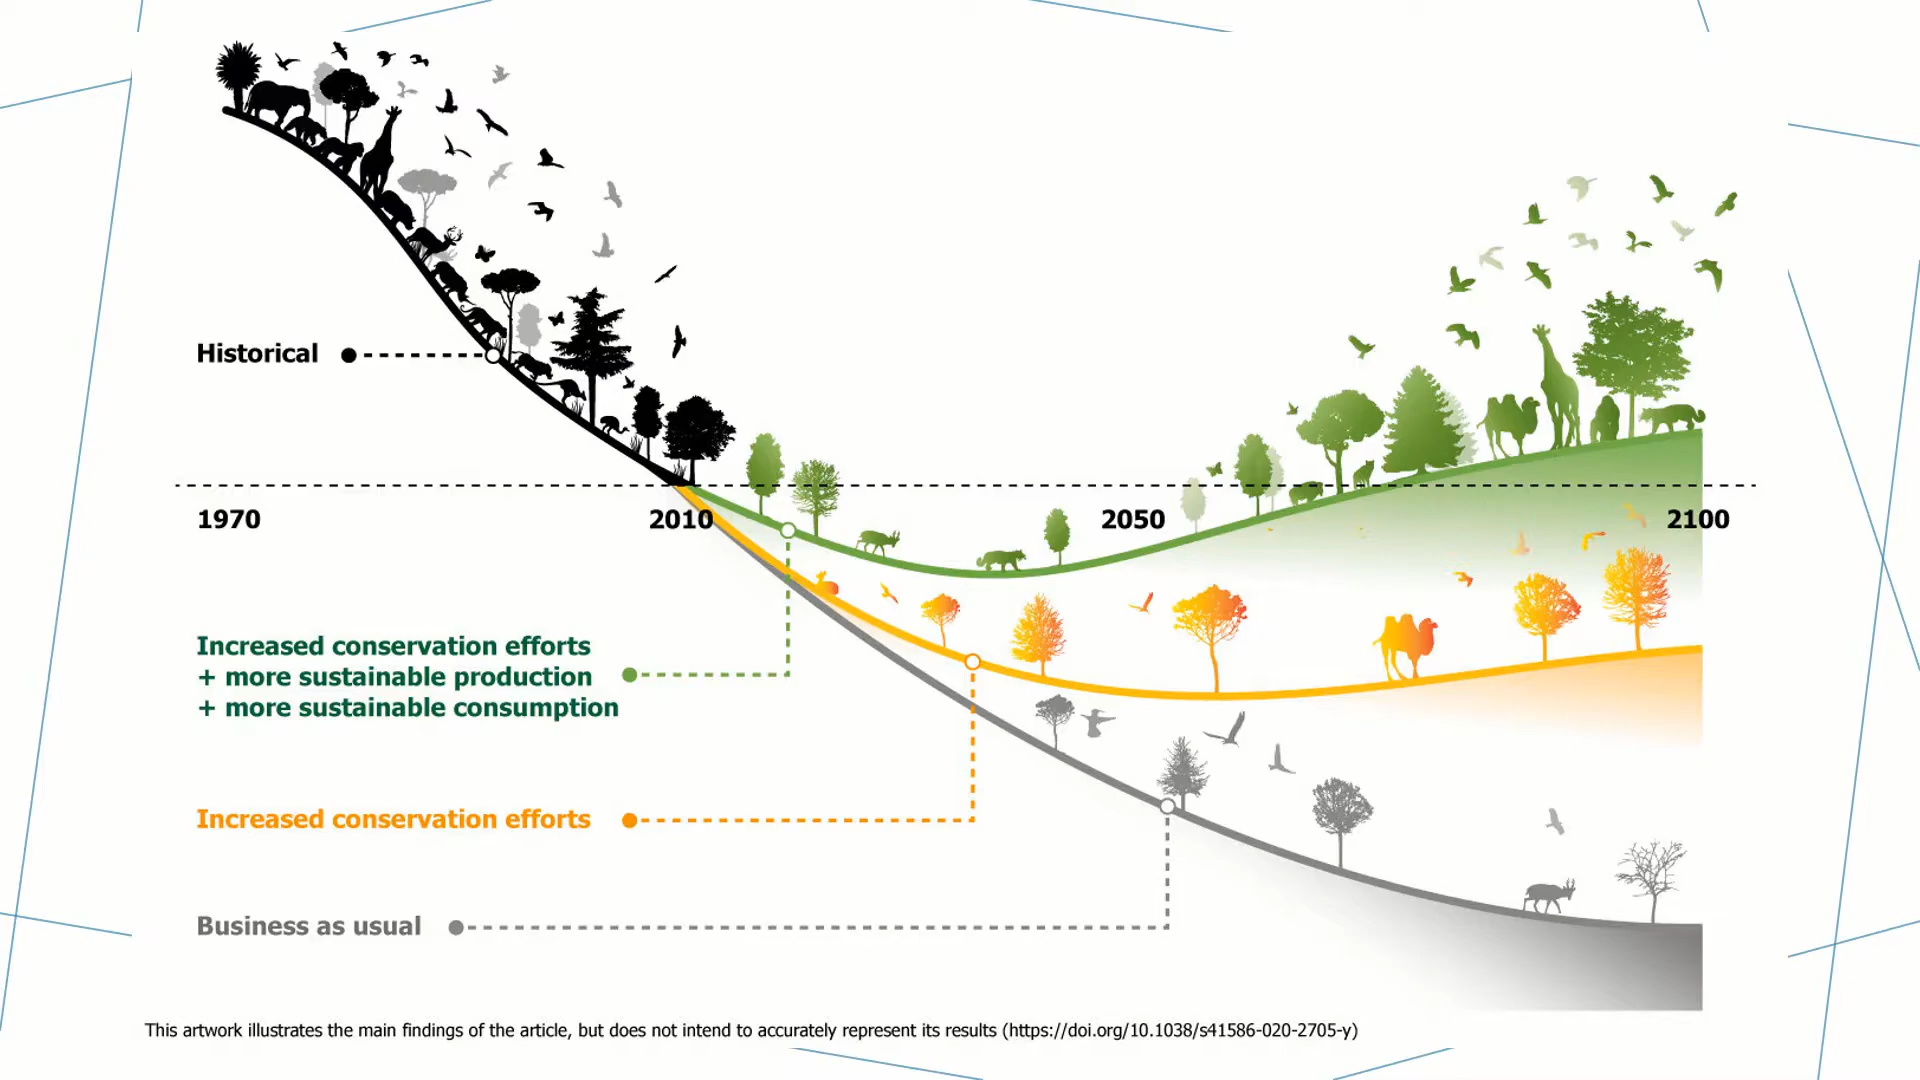 Historical
1970
2010
2050
2100
Increased conservation efforts
+ more sustainable production
+ more sustainable consumption
Increased conservation efforts
Business as usual
This artwork illustrates the main findings of the article, but does not intend to accurately represent its results (https://doi.org/10.1038/s41586-020-2705-y)